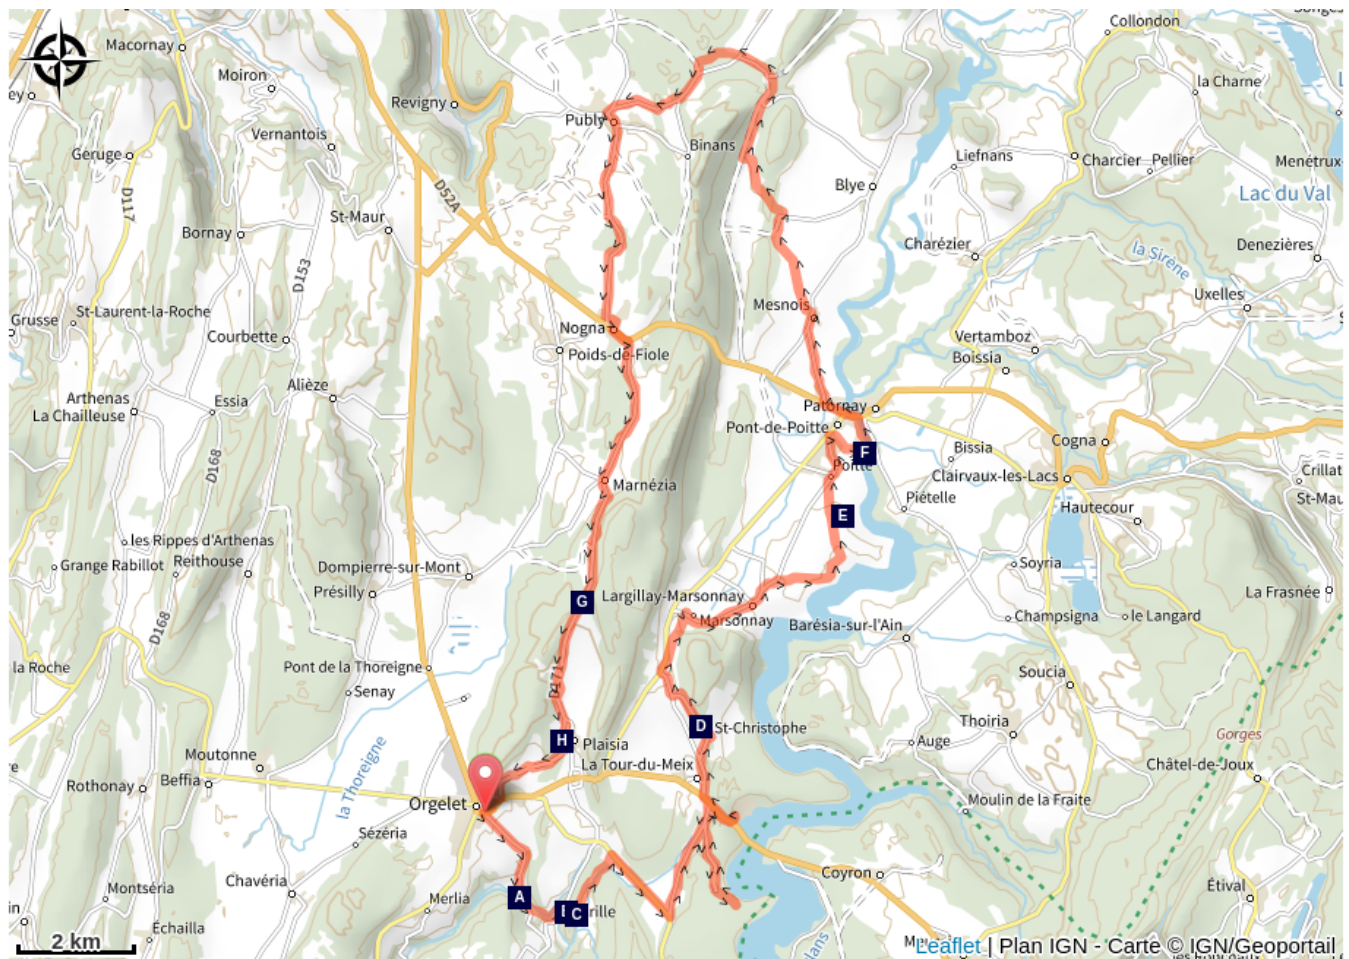 Collondon
Macornay
Moiron
la Charne
Revigny
ey
Publy
Vernantois
Binans
Geruge
Liefnans
Charcier
Pellier
Menétrux-
D117
D52A
Blye
Lac du Val
St-Maur
Bornay
Charézier
la Sirène
Denezières
D153
Uxelles
Mesnois
St-Laurent-la-Roche
Grusse
Nogna
Courbette
Vertamboz
Poids-de-Fiole
Boissia
Alièze
Arthenas
Essia
La Chailleuse
Patornay
Pont-de-Poitte
Cogna
Bissia
F
Poitte
D168
Clairvaux-les-Lacs
Crillat
Marnézia
Piételle
St-Mau
Hautecour
E
les Rippes d'Arthenas
Grange Rabillot
Reithouse
Dompierre-sur-Mont
Soyria
Présilly
La Frasnée
G
Largillay-Marsonnay
Marsonnay
Champsigna
le Langard
D168
Barésia-sur-l'Ain
la Roche
Pont de la Thoreigne
Soucia
Senay
Thoiria
D
St-Christophe
Gorges
H
Plaisia
Auge
Moutonne
La Tour-du-Meix
Châtel-de-Joux
la Thoreigne
Beffia
Rothonay
Orgelet
Moulin de la Fraite
Sézéria
Coyron
Chavéria
Étival
Montséria
Merlia
A
C
rille
Échailla
2 km
Leaflet | Plan IGN - Carte © IGN/Geoportail